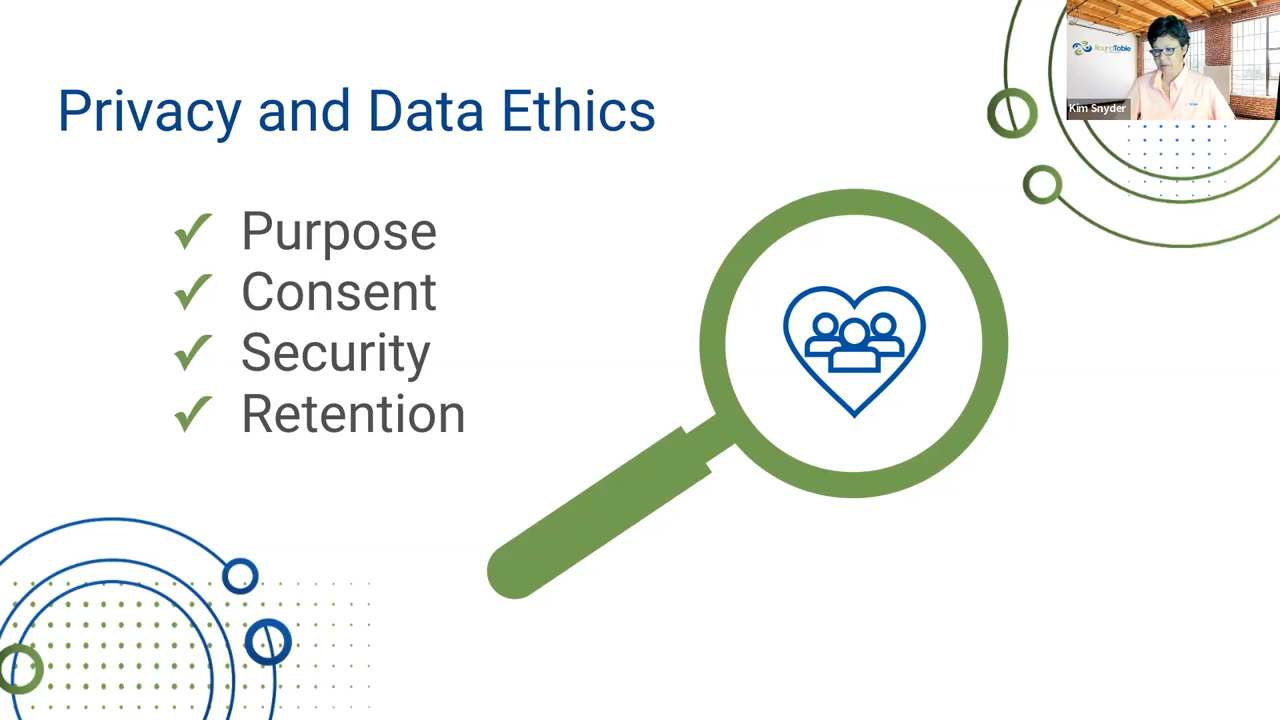 Privacy and Data Ethics
RoundTable
Kim Snyder
✓ Purpose
✓ Consent
✓ Security
✓ Retention